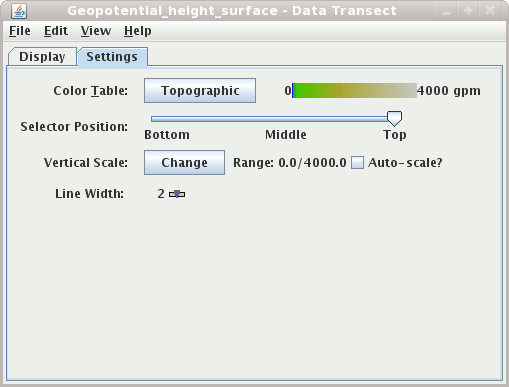 Geopotential_height_surface - Data Transect
File Edit View Help
Display Settings
Color Table: Topographic 0 4000 gpm
Selector Position:
Bottom Middle Top
Vertical Scale: Change Range: 0.0/4000.0 Auto-scale?
Line Width: 2